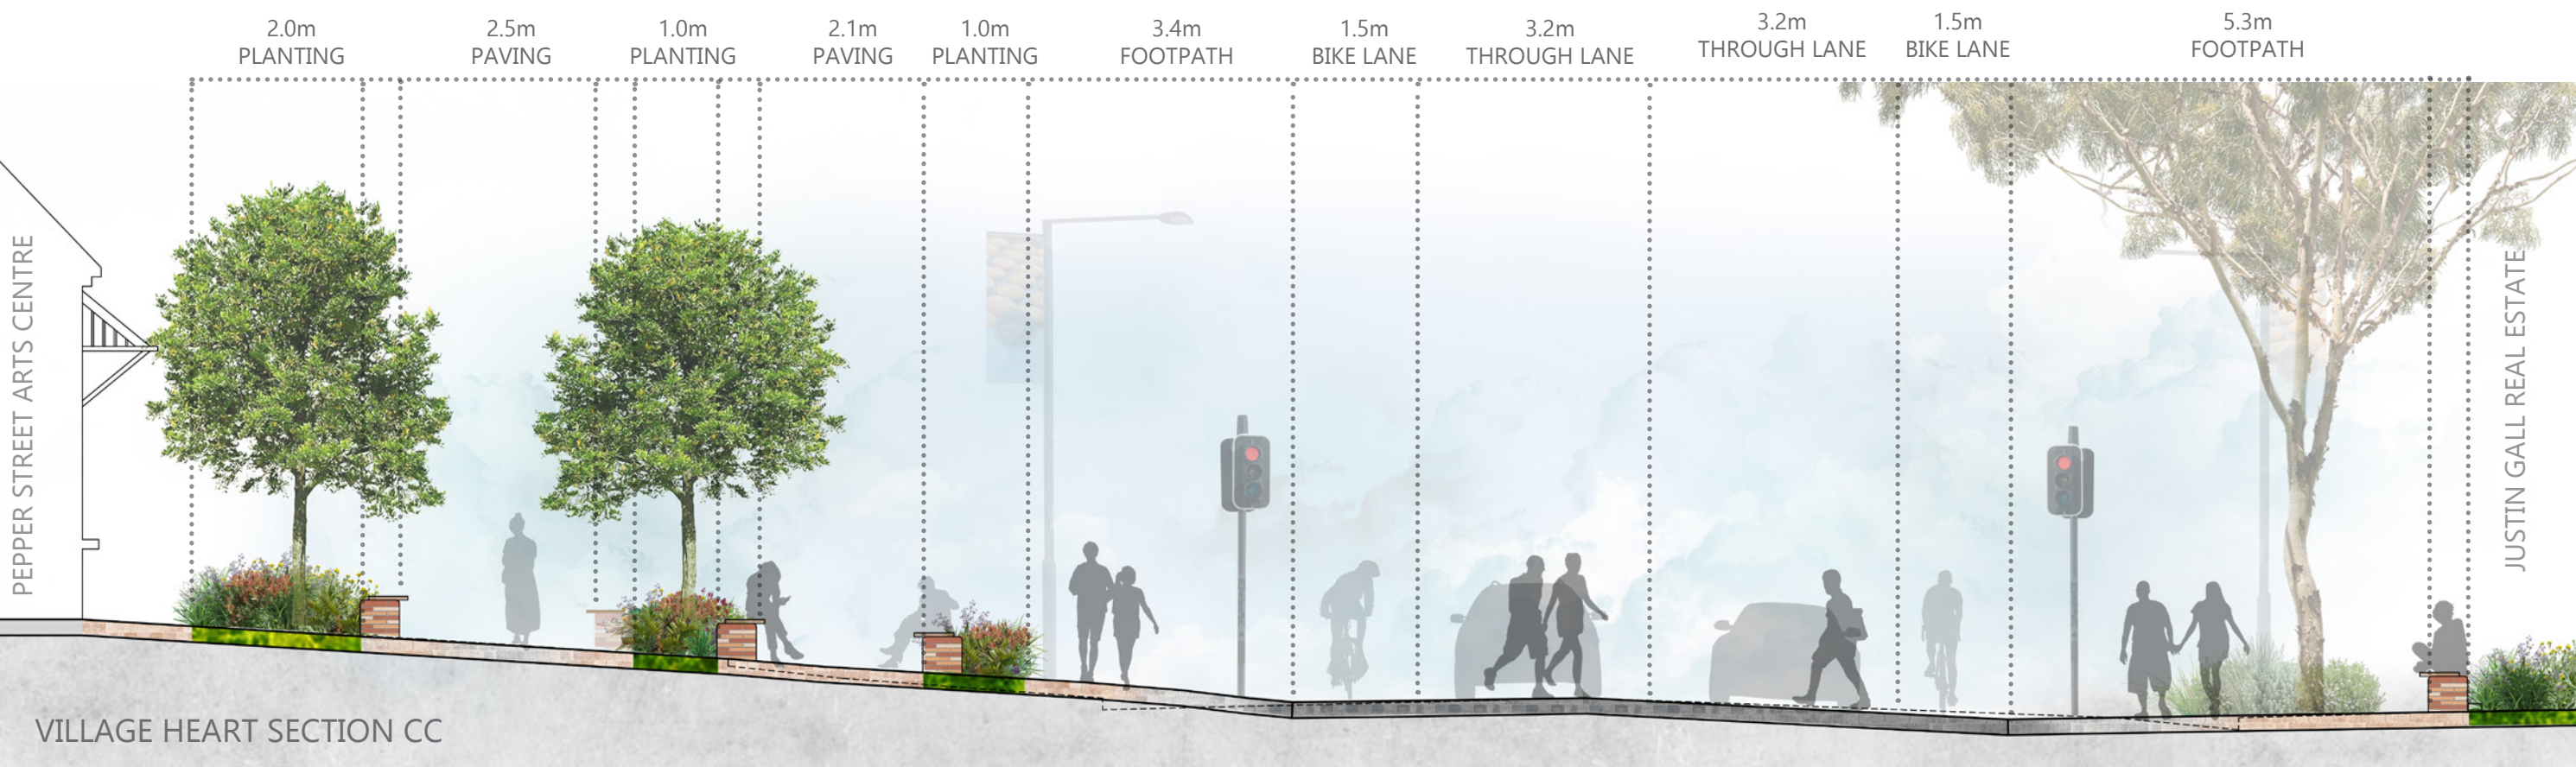 2.0m
PLANTING
2.5m
PAVING
1.0m
PLANTING
2.1m
PAVING
1.0m
PLANTING
3.4m
FOOTPATH
1.5m
BIKE LANE
3.2m
THROUGH LANE
3.2m
THROUGH LANE
1.5m
BIKE LANE
5.3m
FOOTPATH
PEPPER STREET ARTS CENTRE
JUSTIN GALL REAL ESTATE
VILLAGE HEART SECTION CC